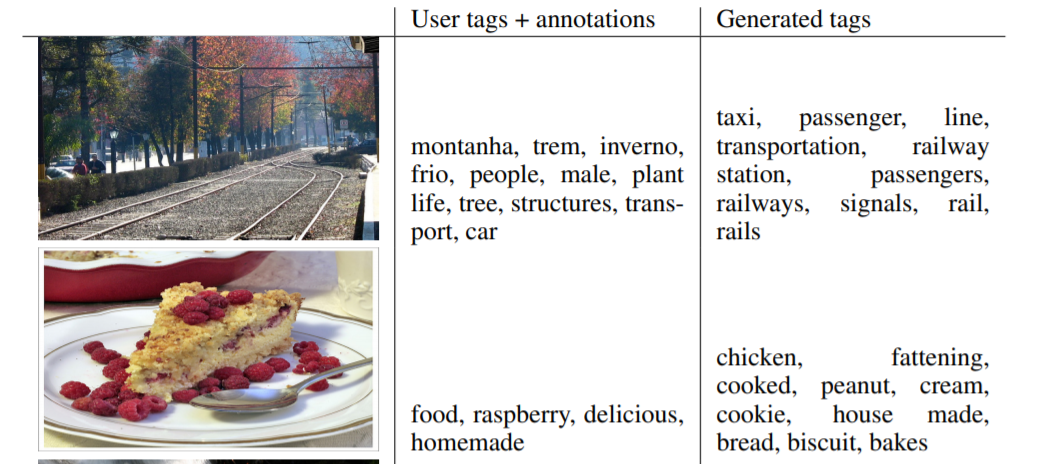 User tags + annotations
Generated tags
montanha, trem, inverno,
frio, people, male, plant
life, tree, structures, trans-
port, car
taxi, passenger, line,
transportation, railway
station, passengers,
railways, signals, rail,
rails
food, raspberry, delicious,
homemade
chicken, fattening,
cooked, peanut, cream,
cookie, house made,
bread, biscuit, bakes